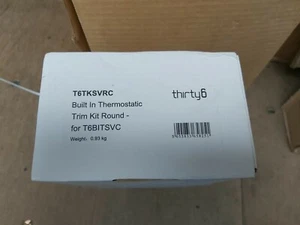 T6TKSVRC
Built In Thermostatic
Trim Kit Round -
for T6BITSVC
Weight: 0.93 kg
thirty6